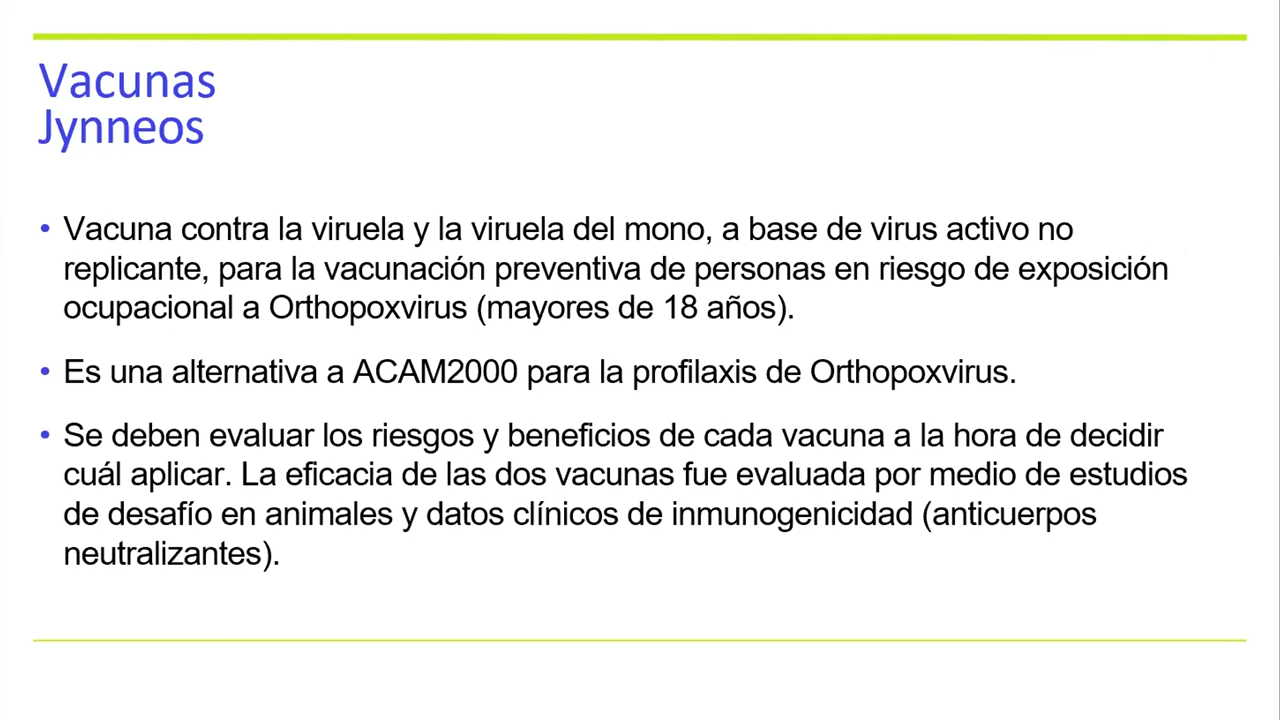 Vacunas
Jynneos
• Vacuna contra la viruela y la viruela del mono, a base de virus activo no
replicante, para la vacunación preventiva de personas en riesgo de exposición
ocupacional a Orthopoxvirus (mayores de 18 años).
• Es una alternativa a ACAM2000 para la profilaxis de Orthopoxvirus.
• Se deben evaluar los riesgos y beneficios de cada vacuna a la hora de decidir
cuál aplicar. La eficacia de las dos vacunas fue evaluada por medio de estudios
de desafío en animales y datos clínicos de inmunogenicidad (anticuerpos
neutralizantes).